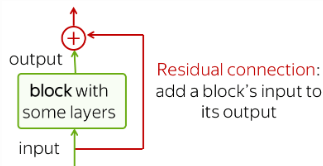 +
output
block with
some layers
input
Residual connection:
add a block's input to
its output